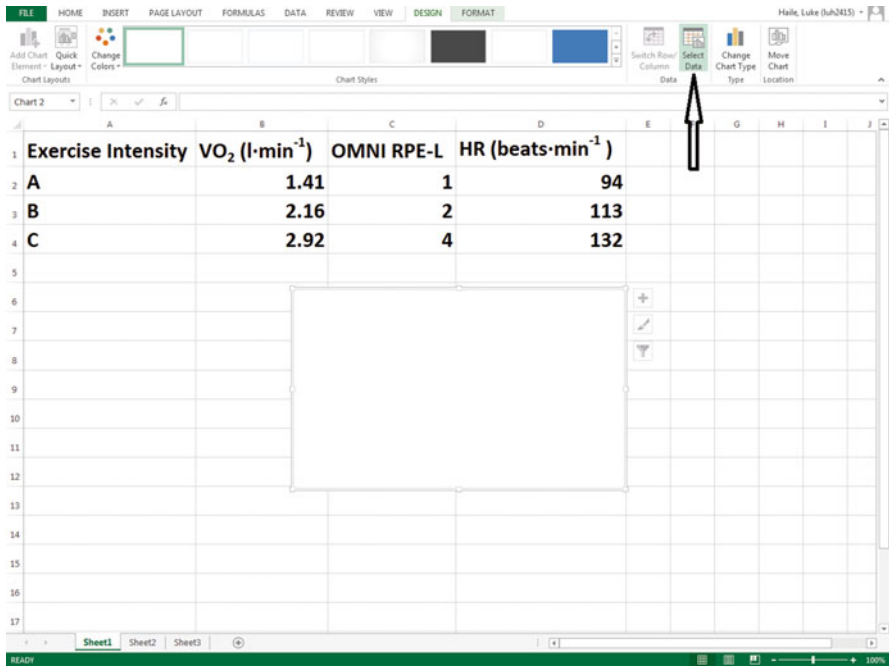 FILE HOME INSERT PAGE LAYOUT FORMULAS DATA REVIEW VIEW DESIGN FORMAT Haile, Luke (luh2415)
Add Chart Element Quick Layout Change Colors Switch Row/ Column Select Data Change Chart Type Move Chart
Chart Layouts Chart Styles Data Type Location
Chart 2 fx
A B C D E G H I J
1 Exercise Intensity VO₂ (l·min⁻¹) OMNI RPE-L HR (beats·min⁻¹ )
2 A 1.41 1 94
3 B 2.16 2 113
4 C 2.92 4 132
5
6
7
8
9
10
11
12
13
14
15
16
17
Sheet1 Sheet2 Sheet3
READY 100%